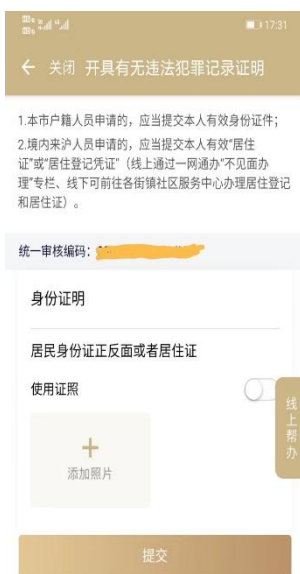 17:31
← 关闭 开具有无违法犯罪记录证明
1.本市户籍人员申请的，应当提交本人有效身份证件；
2.境内来沪人员申请的，应当提交本人有效"居住
证"或"居住登记凭证"（线上通过一网通办"不见面办
理"专栏、线下可前往各街镇社区服务中心办理居住登记
和居住证）。
统一审核编码：
身份证明
居民身份证正反面或者居住证
使用证照
线上帮办
+
添加照片
提交